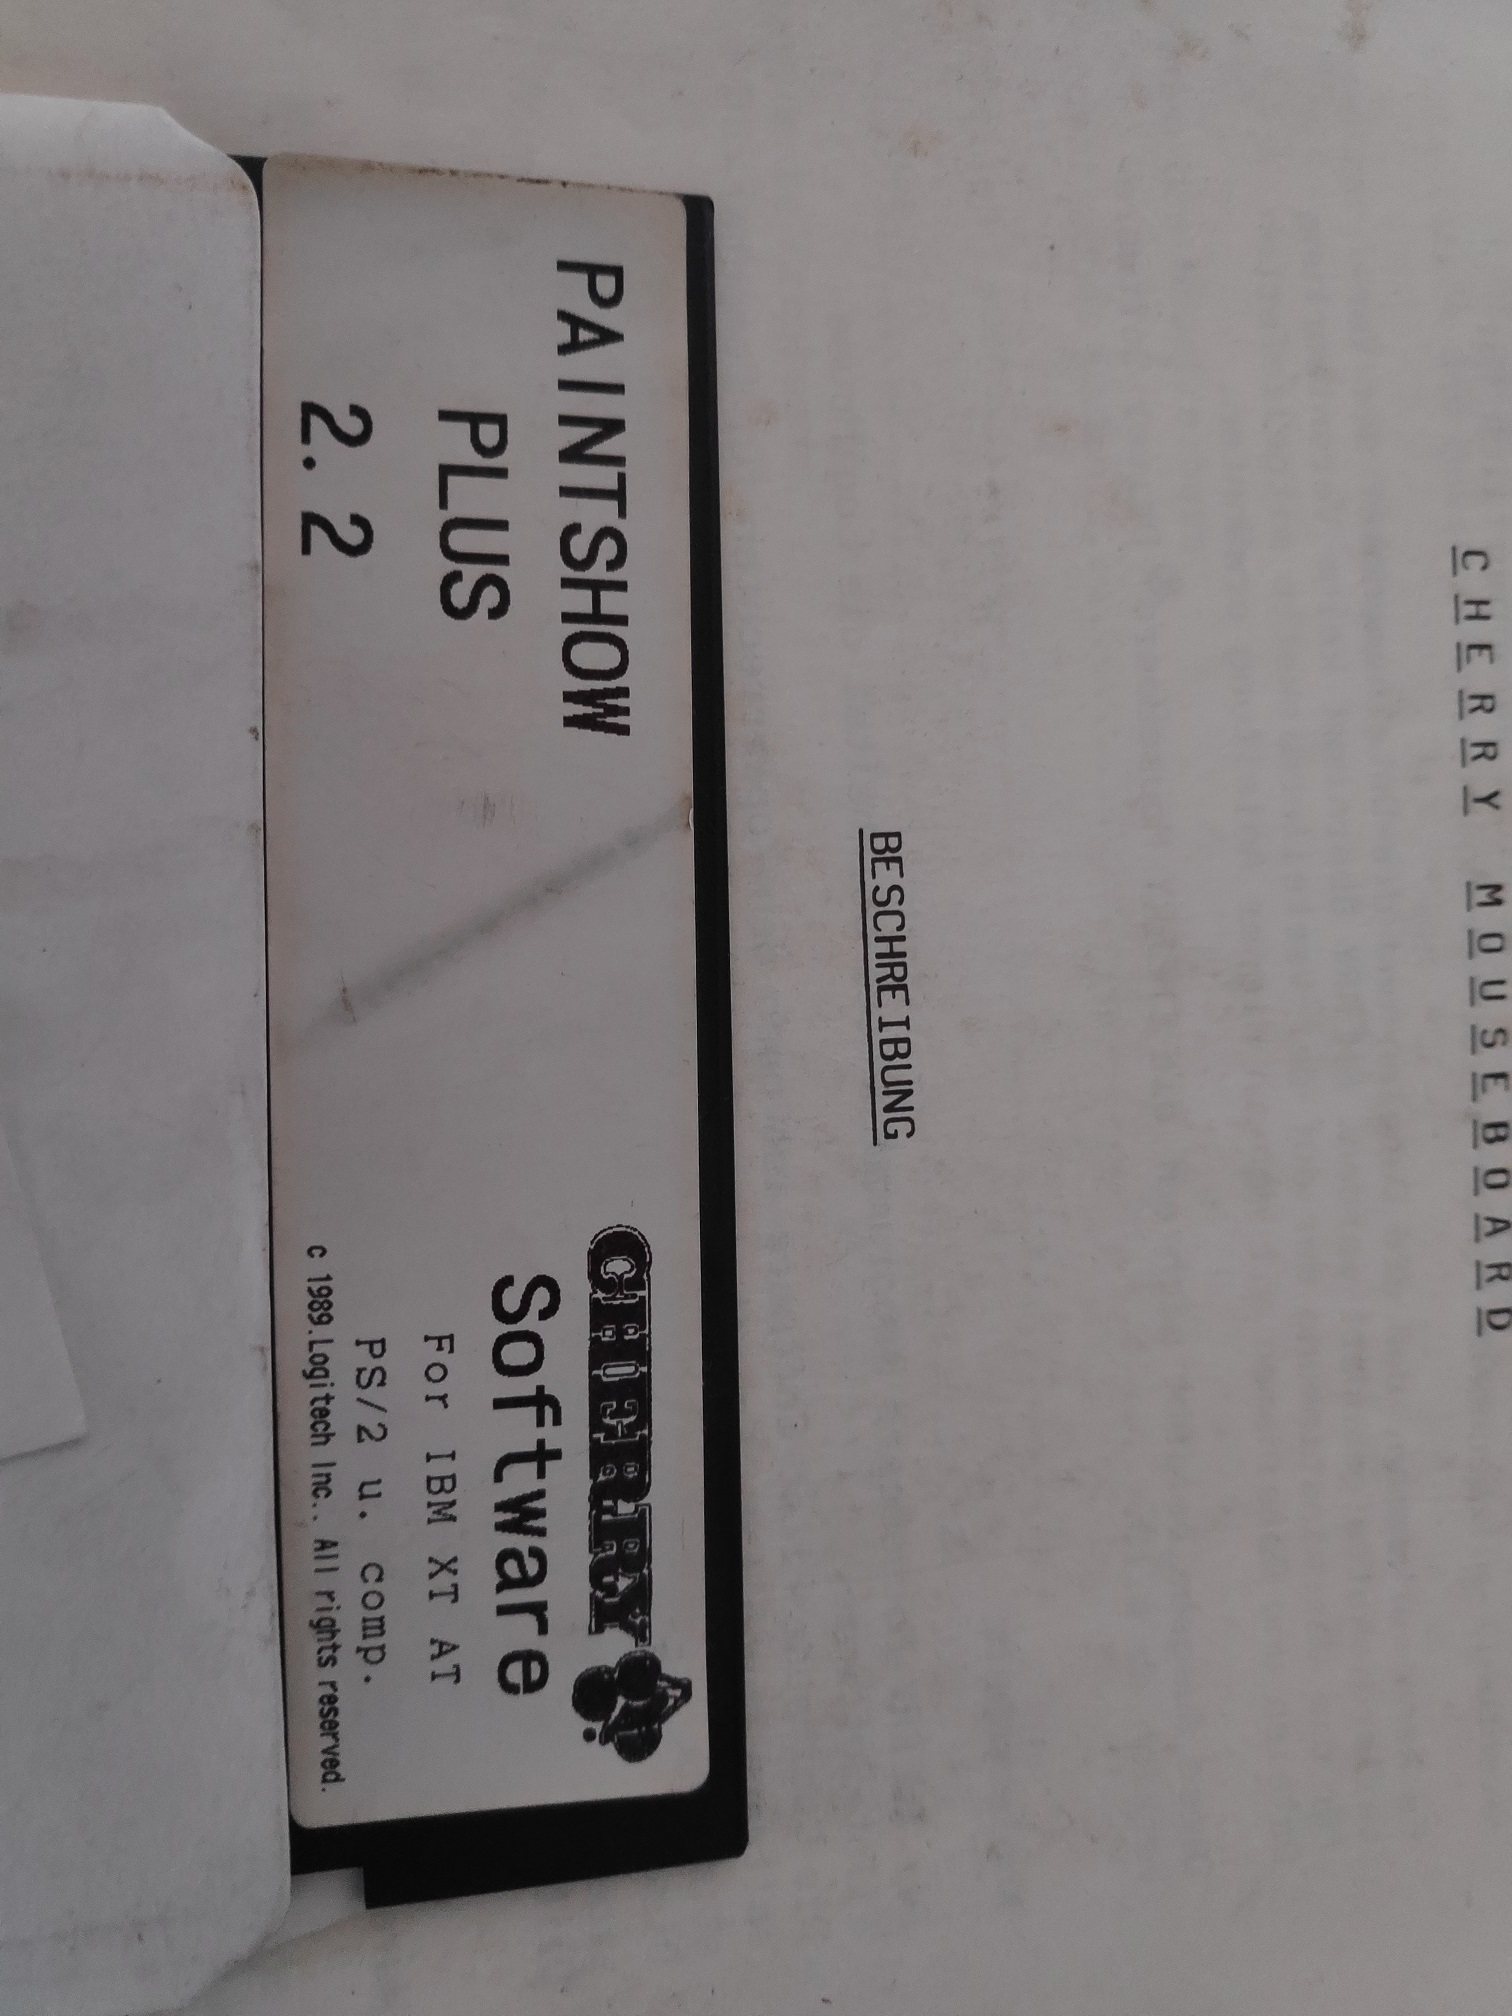 CHERRY MOUSEBOARD
BESCHREIBUNG
PAINTSHOW
PLUS
2.2
CHERRY
Software
For IBM XT AT
PS/2 u. comp.
c 1989.Logitech Inc.. All rights reserved.